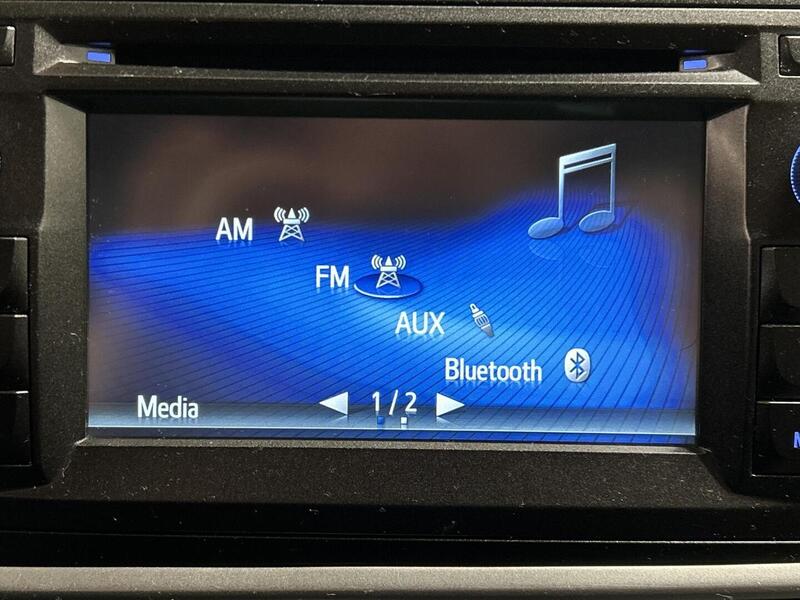 AM
FM
AUX
Bluetooth
Media
1/2